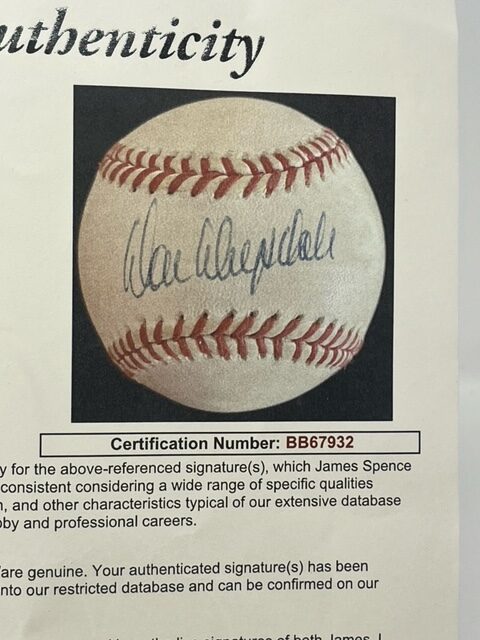 uthenticity
Don Drysdale
Certification Number: BB67932
y for the above-referenced signature(s), which James Spence
consistent considering a wide range of specific qualities
n, and other characteristics typical of our extensive database
bby and professional careers.
/are genuine. Your authenticated signature(s) has been
nto our restricted database and can be confirmed on our